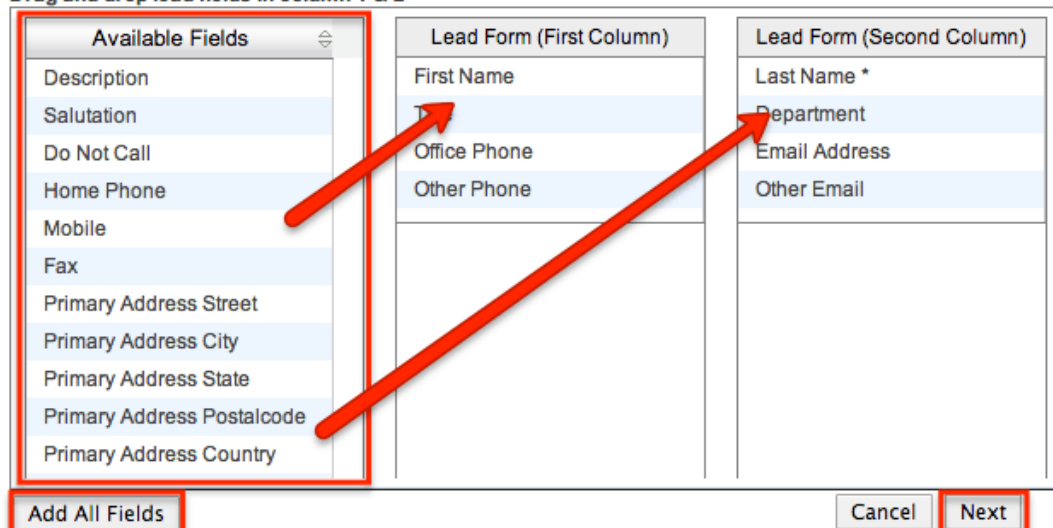 Available Fields
Description
Salutation
Do Not Call
Home Phone
Mobile
Fax
Primary Address Street
Primary Address City
Primary Address State
Primary Address Postalcode
Primary Address Country
Lead Form (First Column)
First Name
Office Phone
Other Phone
Lead Form (Second Column)
Last Name *
Department
Email Address
Other Email
Add All Fields
Cancel
Next